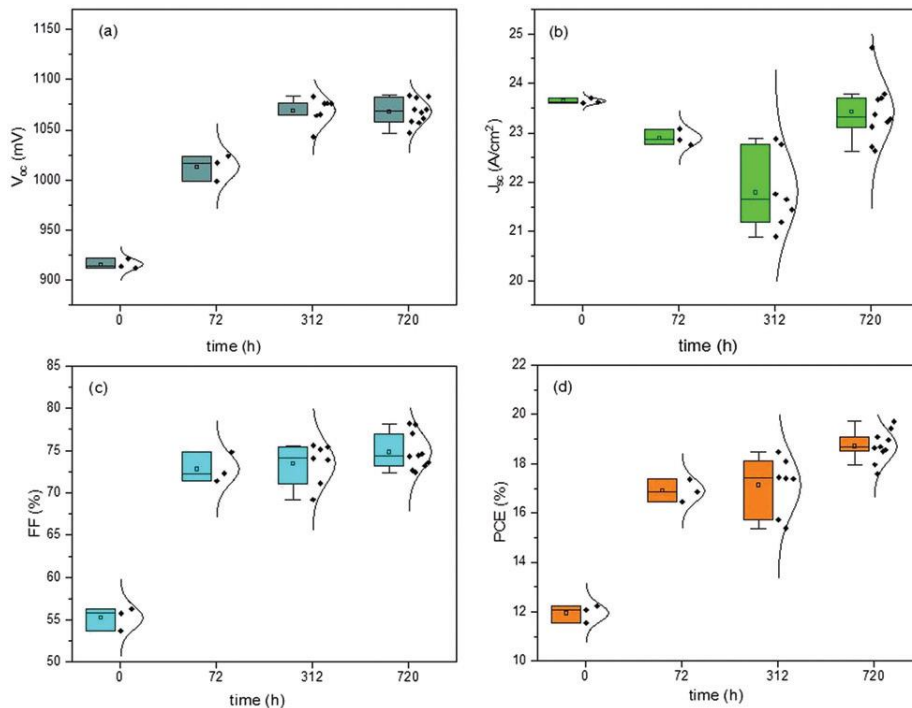 (a)
V_oc (mV)
1150
1100
1050
1000
950
900
0 72 312 720
time (h)
(b)
J_sc (A/cm²)
25
24
23
22
21
20
0 72 312 720
time (h)
(c)
FF (%)
85
80
75
70
65
60
55
50
0 72 312 720
time (h)
(d)
PCE (%)
22
20
18
16
14
12
10
0 72 312 720
time (h)